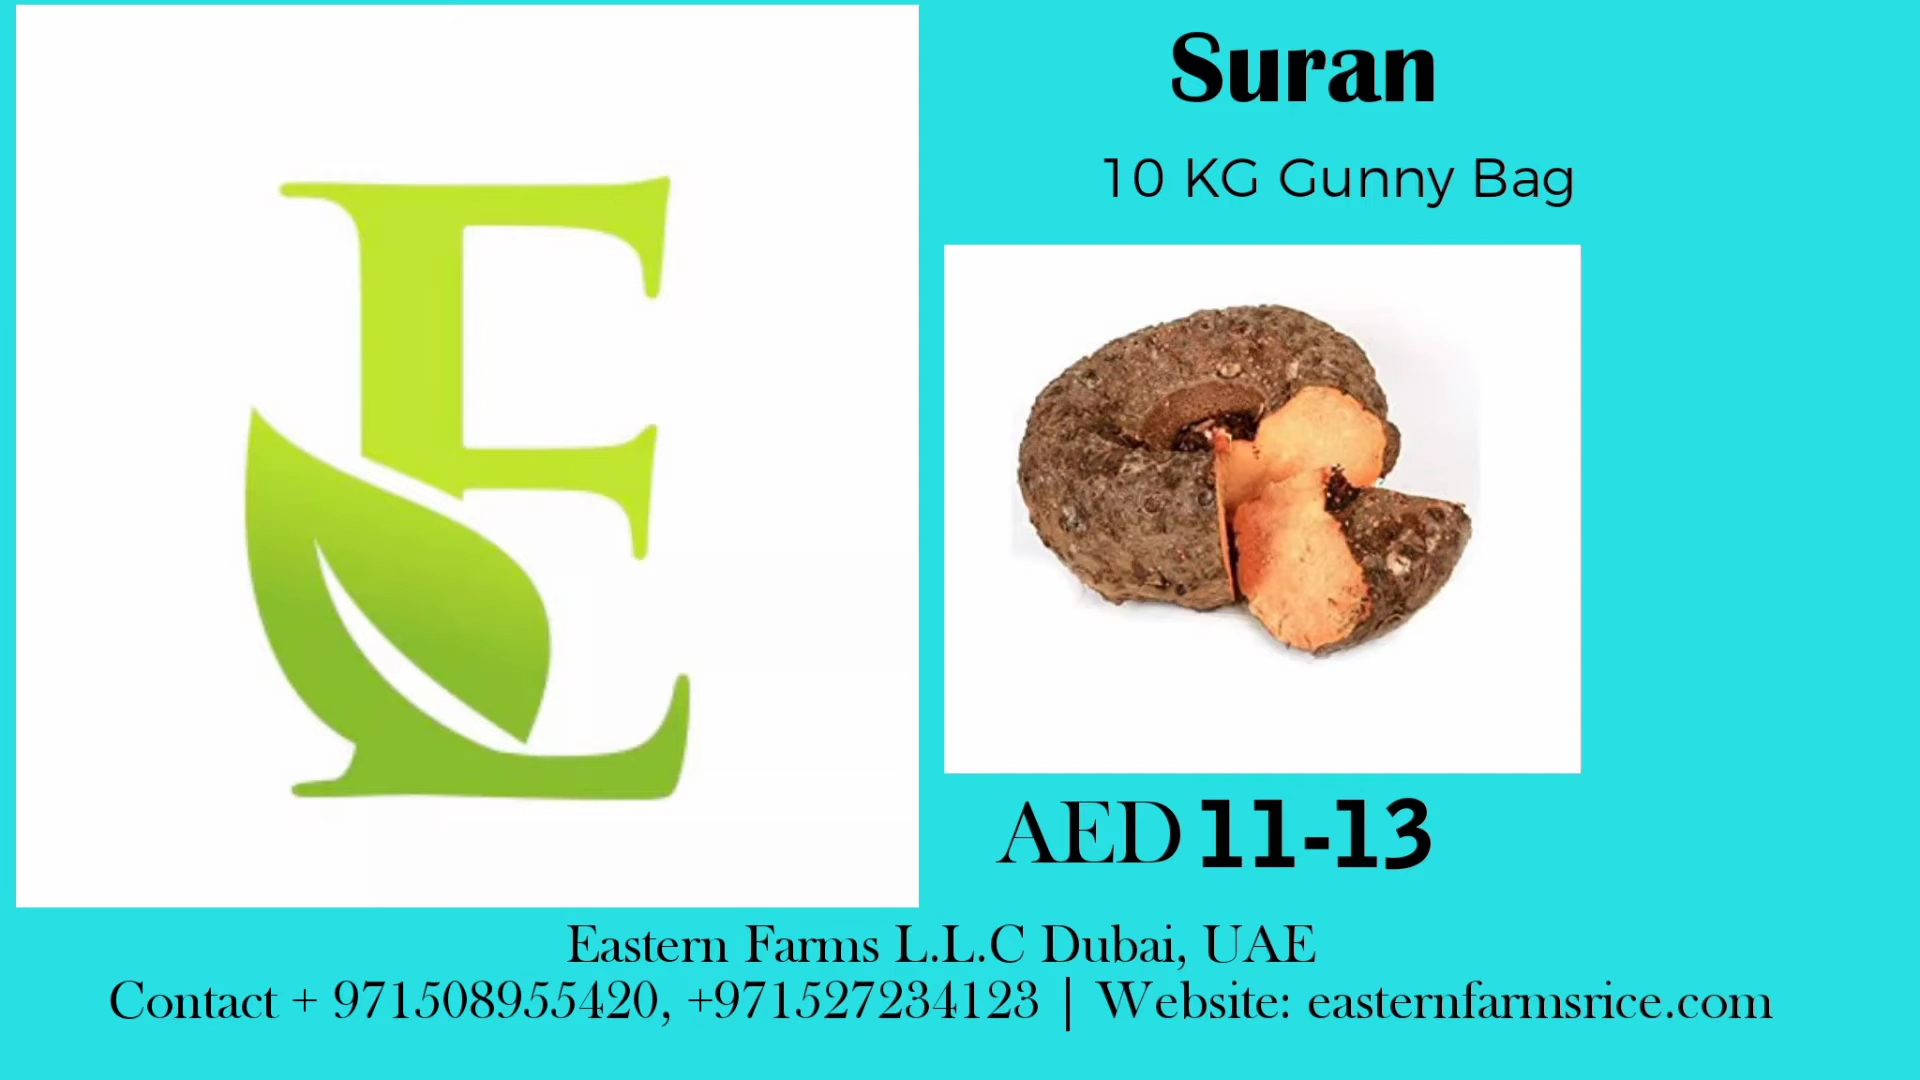 Suran
10 KG Gunny Bag
E
AED 11-13
Eastern Farms L.L.C Dubai, UAE
Contact + 971508955420, +971527234123 | Website: easternfarmsrice.com